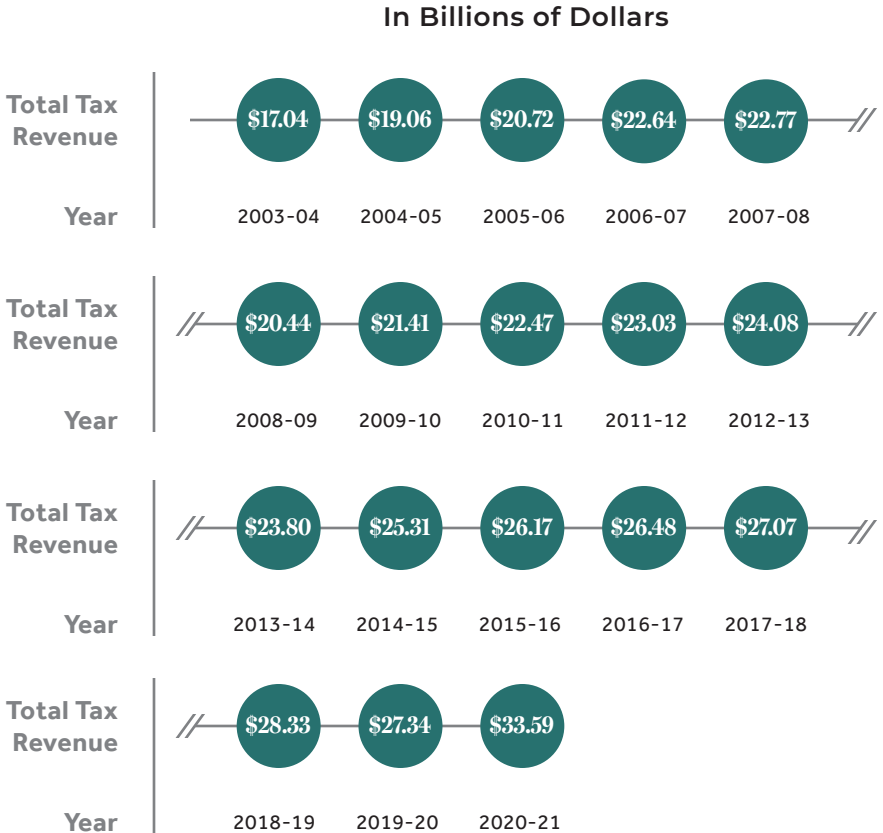 In Billions of Dollars
Total Tax Revenue
$17.04 $19.06 $20.72 $22.64 $22.77
Year 2003-04 2004-05 2005-06 2006-07 2007-08
Total Tax Revenue
$20.44 $21.41 $22.47 $23.03 $24.08
Year 2008-09 2009-10 2010-11 2011-12 2012-13
Total Tax Revenue
$23.80 $25.31 $26.17 $26.48 $27.07
Year 2013-14 2014-15 2015-16 2016-17 2017-18
Total Tax Revenue
$28.33 $27.34 $33.59
Year 2018-19 2019-20 2020-21